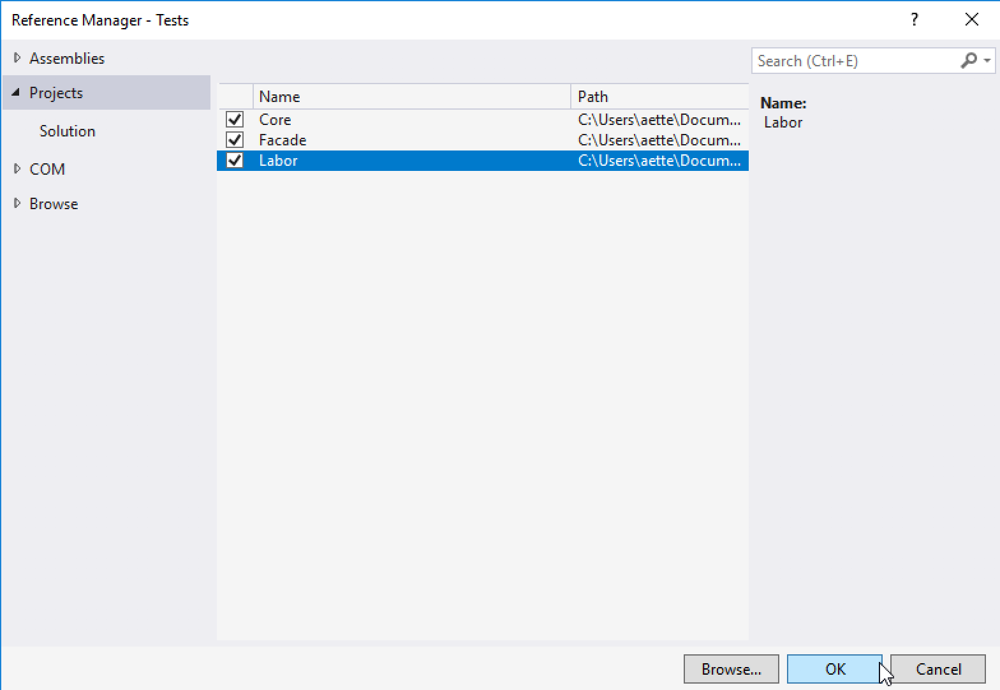 Reference Manager - Tests
?
Assemblies
Projects
Solution
COM
Browse
Search (Ctrl+E)
Name Path
Core C:\Users\aette\Docum...
Facade C:\Users\aette\Docum...
Labor C:\Users\aette\Docum...
Name:
Labor
Browse... OK Cancel